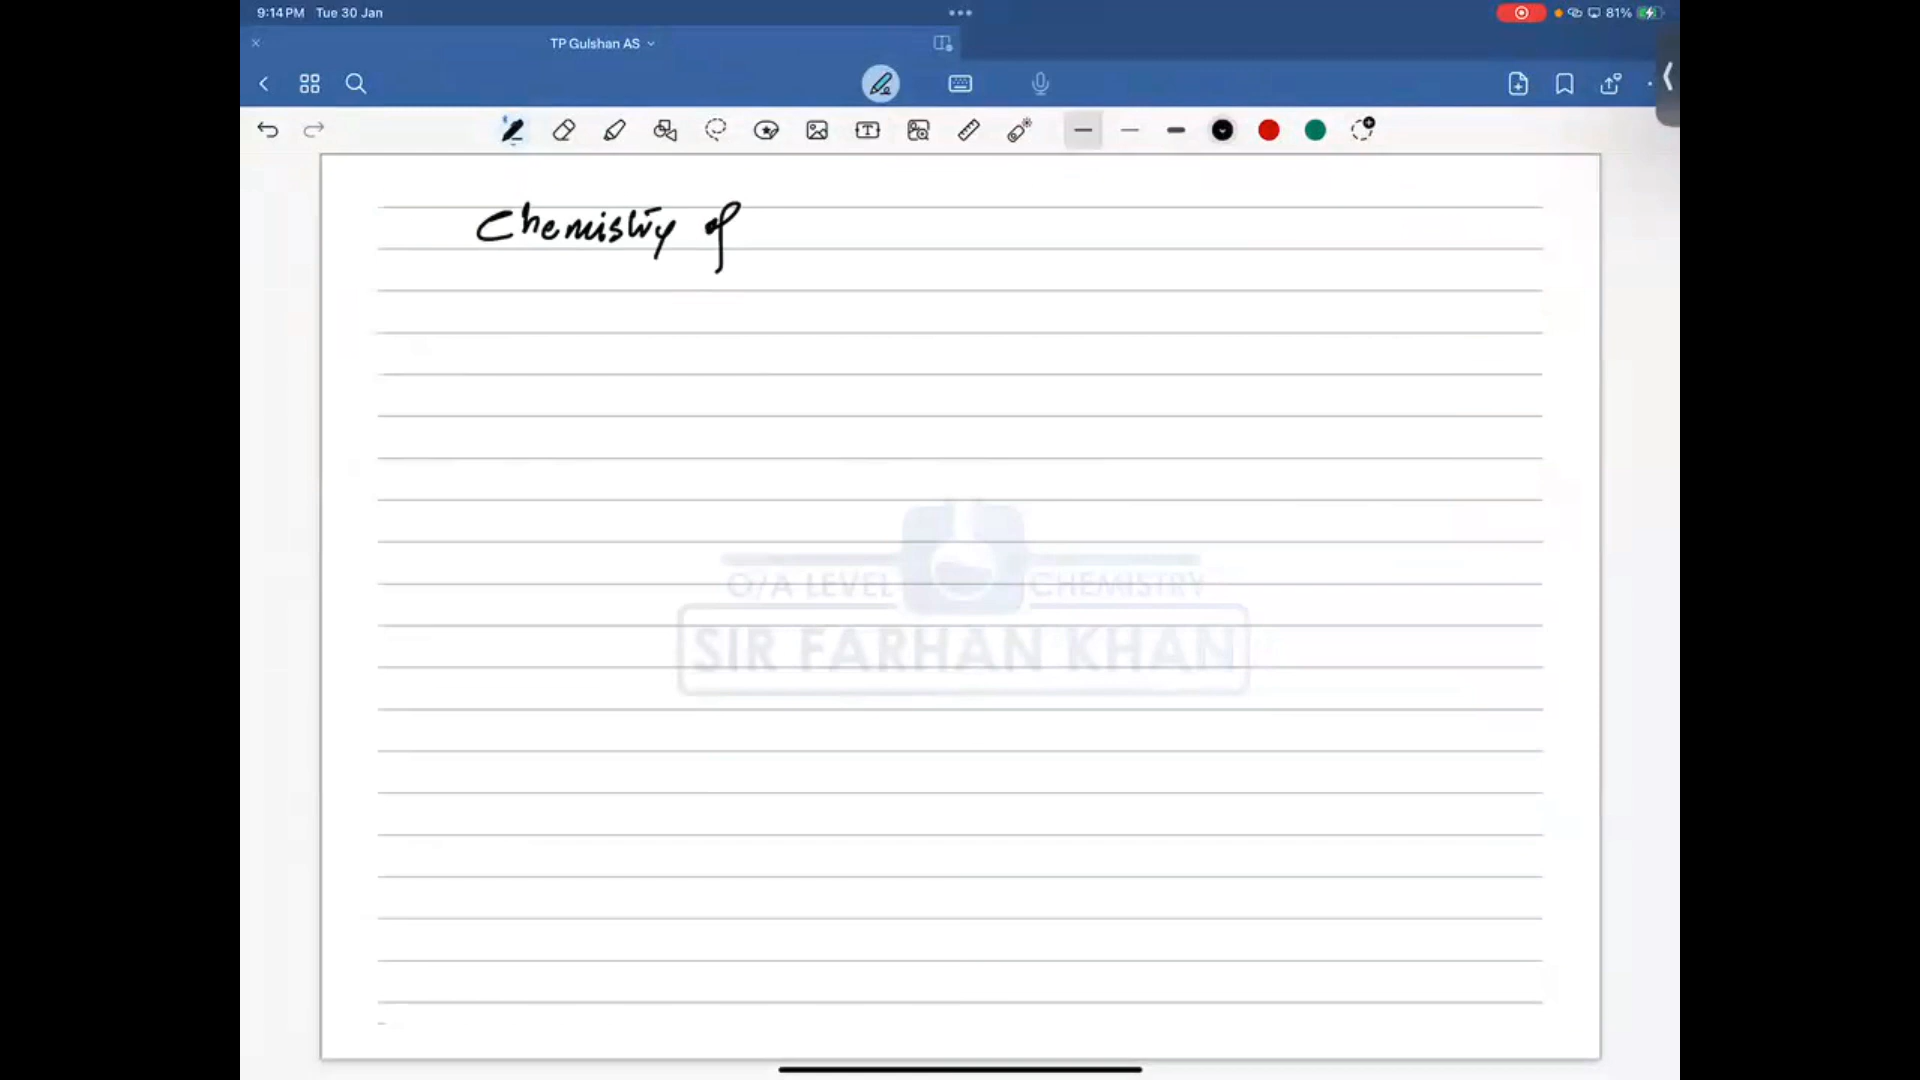 9:14 PM Tue 30 Jan
81%
TP Gulshan AS
Chemistry of
O/A LEVEL CHEMISTRY
SIR FARHAN KHAN